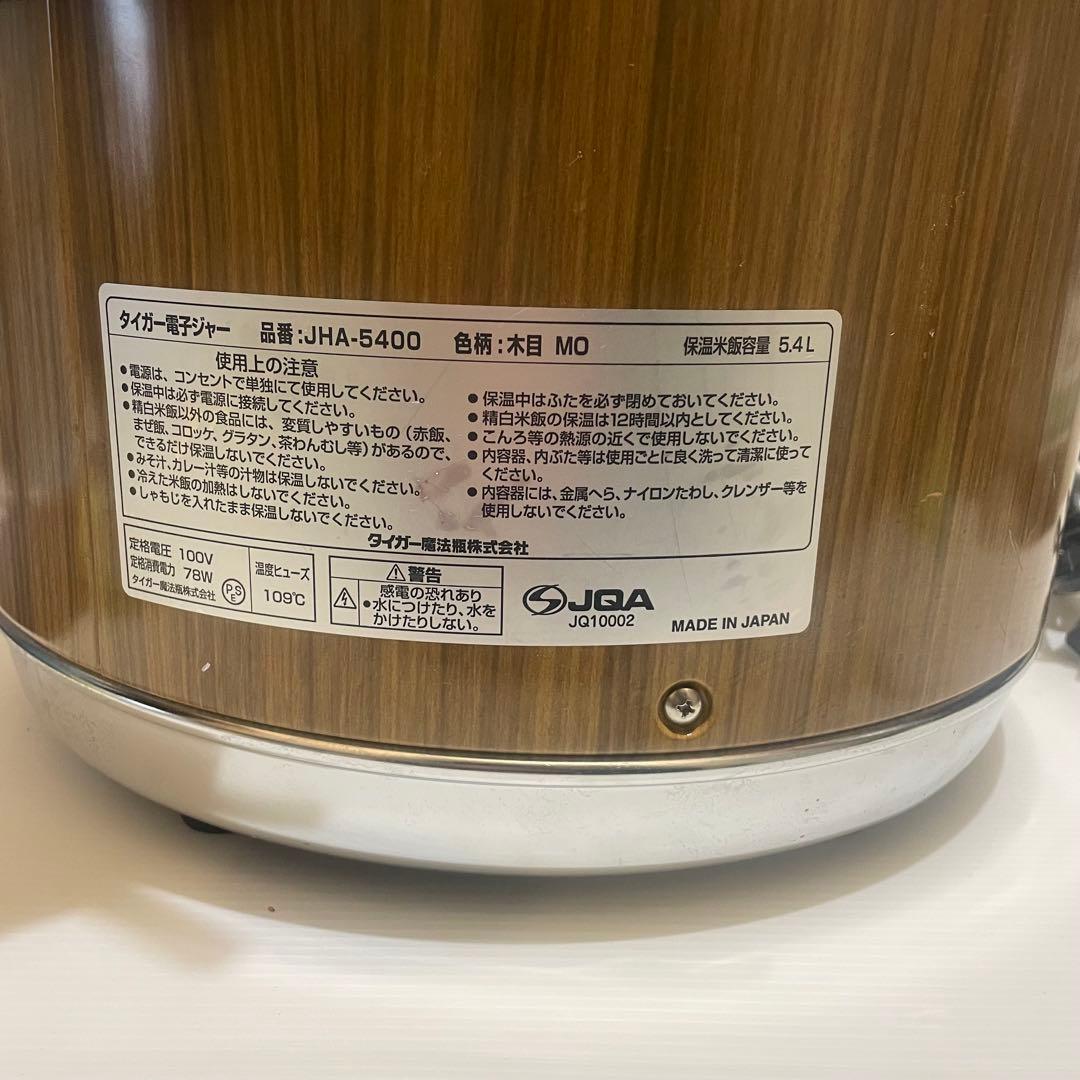 タイガー電子ジャー 品番:JHA-5400 色柄:木目 MO 保温米飯容量 5.4L
使用上の注意
●電源は、コンセントで単独にて使用してください。
●保温中は必ず電源に接続してください。
●精白米飯以外の食品には、変質しやすいもの(赤飯、
まぜ飯、コロッケ、グラタン、茶わんむし等)があるので、
できるだけ保温しないでください。
●みそ汁、カレー汁等の汁物は保温しないでください。
●冷えた米飯の加熱はしないでください。
●しゃもじを入れたまま保温しないでください。
●保温中はふたを必ず閉めておいてください。
●精白米飯の保温は12時間以内としてください。
●こんろ等の熱源の近くで使用しないでください。
●内容器、内ぶた等は使用ごとに良く洗って清潔に使って
ください。
●内容器には、金属へら、ナイロンたわし、クレンザー等を
使用しないでください。
タイガー魔法瓶株式会社
定格電圧 100V
定格消費電力 78W
タイガー魔法瓶株式会社
PSE
温度ヒューズ
109℃
⚠警告
感電の恐れあり
●水につけたり、水を
かけたりしない。
JQA
JQ10002
MADE IN JAPAN